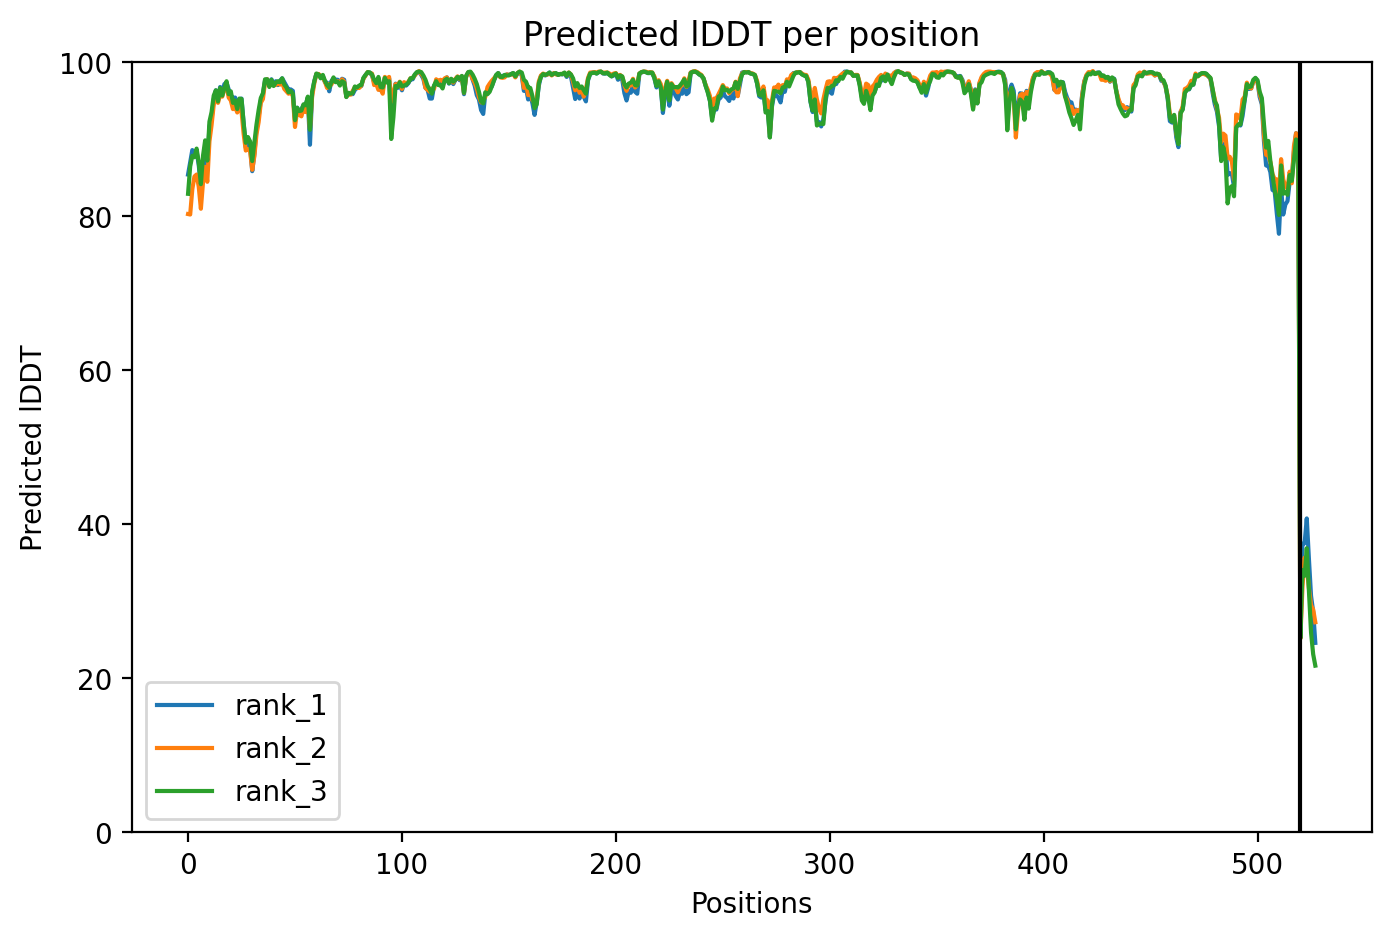 Predicted lDDT per position
100
80
60
40
20
0
Predicted lDDT
rank_1
rank_2
rank_3
0 100 200 300 400 500
Positions